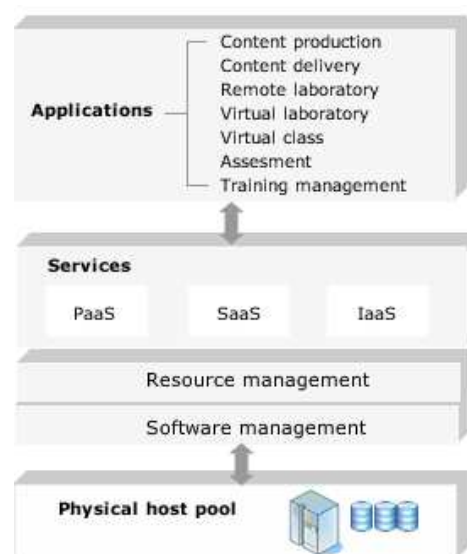 Content production
Content delivery
Remote laboratory
Applications
Virtual laboratory
Virtual class
Assesment
Training management
Services
PaaS SaaS IaaS
Resource management
Software management
Physical host pool